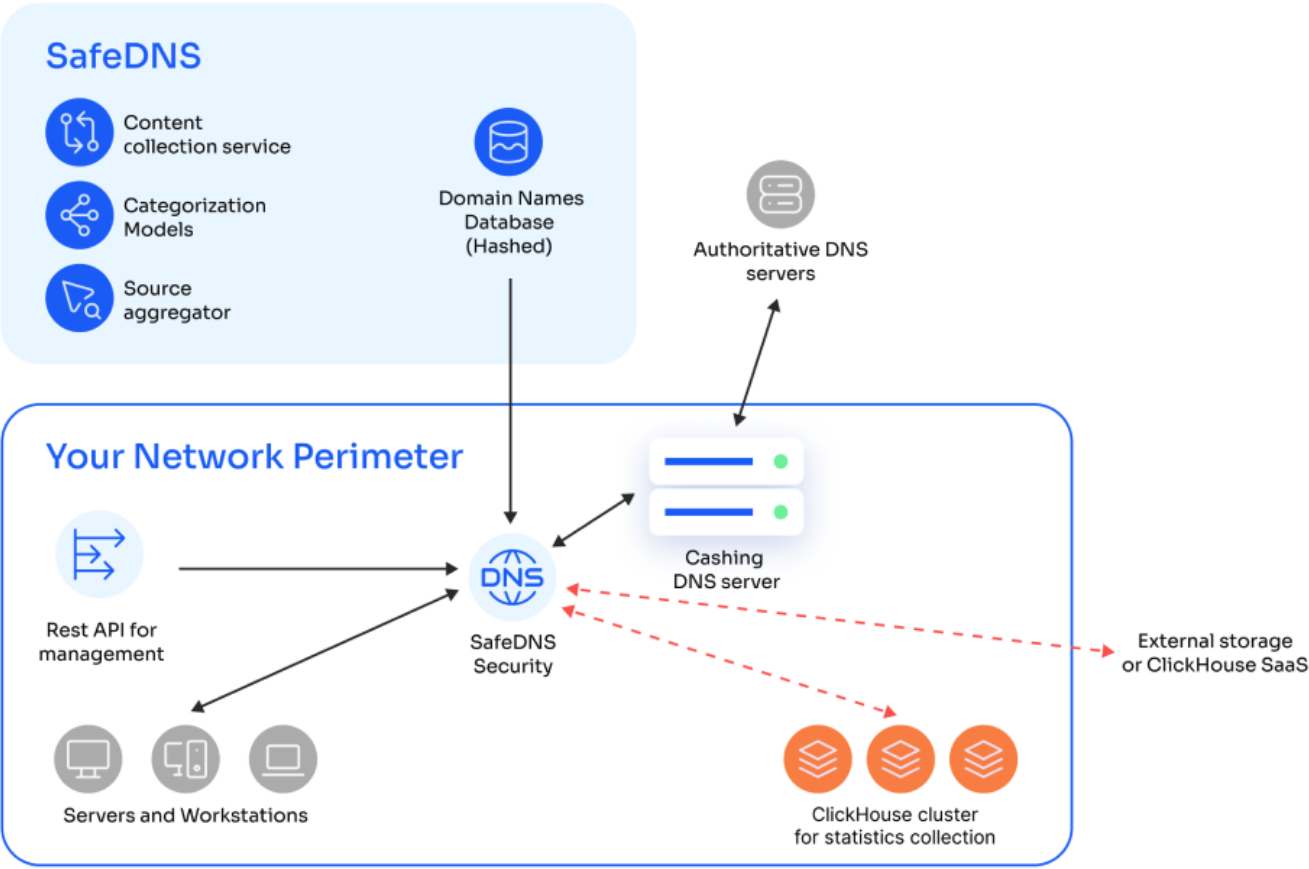 SafeDNS
Content
collection service
Categorization
Models
Source
aggregator
Domain Names
Database
(Hashed)
Authoritative DNS
servers
Your Network Perimeter
Rest API for
management
DNS
SafeDNS
Security
Cashing
DNS server
External storage
or ClickHouse SaaS
Servers and Workstations
ClickHouse cluster
for statistics collection